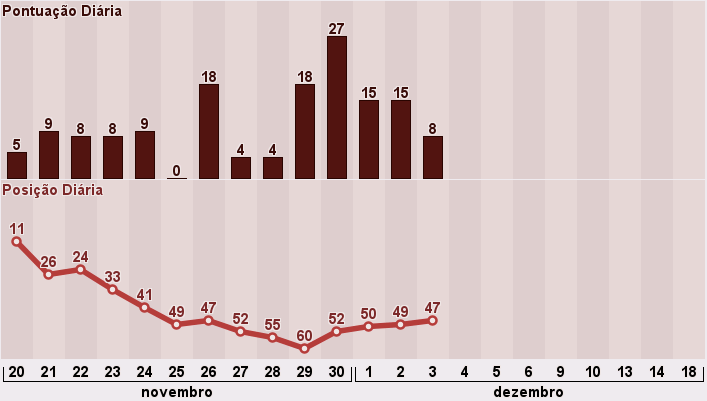 Pontuação Diária
5 9 8 8 9 0 18 4 4 18 27 15 15 8
Posição Diária
11 26 24 33 41 49 47 52 55 60 52 50 49 47
20 21 22 23 24 25 26 27 28 29 30 1 2 3 4 5 6 9 10 13 14 18
novembro dezembro